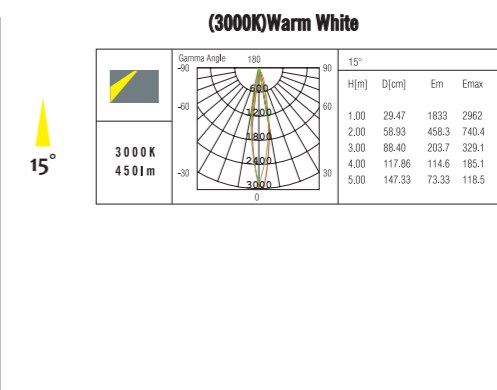 (3000K)Warm White
Gamma Angle 180
-90 90
600
-60 60
1200
1800
2400
-30 30
3000
0
15°
3000K
450lm
15°
H[m] D[cm] Em Emax
1.00 29.47 1833 2962
2.00 58.93 458.3 740.4
3.00 88.40 203.7 329.1
4.00 117.86 114.6 185.1
5.00 147.33 73.33 118.5